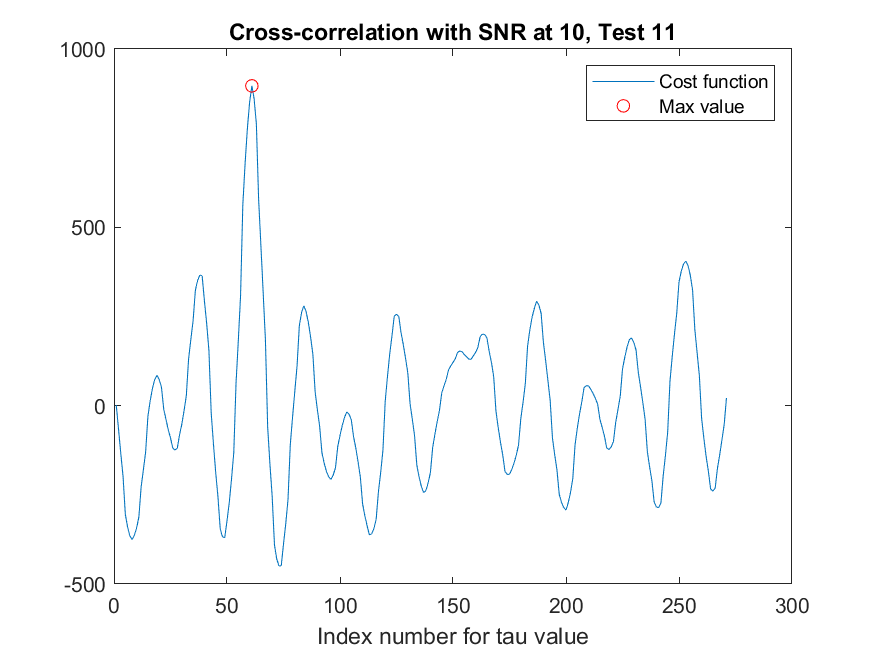 Cross-correlation with SNR at 10, Test 11
1000
500
0
-500
Cost function
Max value
0 50 100 150 200 250 300
Index number for tau value